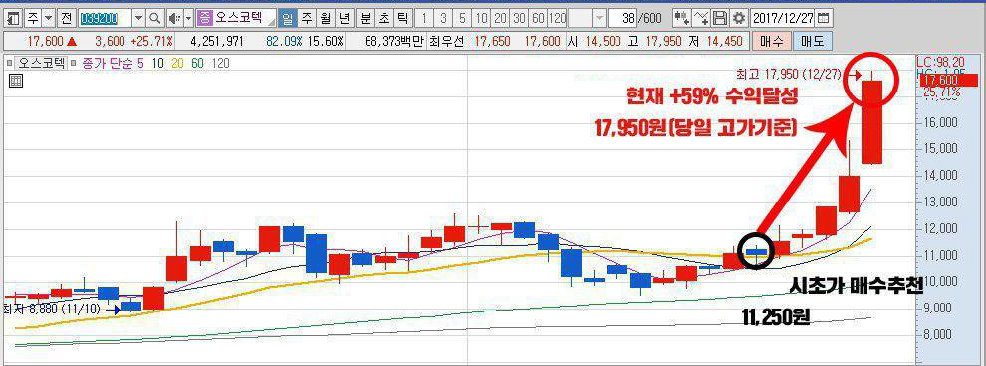 주 전 039200 종 오스코텍 일 주 월 년 분 초 틱 1 3 5 10 20 30 60 120 38 /600 2017/12/27
17,600 ▲ 3,600 +25.71% 4,251,971 82.09% 15.60% 68,373백만 최우선 17,650 17,600 시 14,500 고 17,950 저 14,450 매수 매도
오스코텍 종가 단순 5 10 20 60 120
LC:98.20
최고 17,950 (12/27)
17,600
25.71%
현재 +59% 수익달성
17,950원(당일 고가기준)
16,000
15,000
14,000
13,000
12,000
11,000
10,000
시초가 매수추천
최저 8,880 (11/10)
9,000
11,250원
8,000